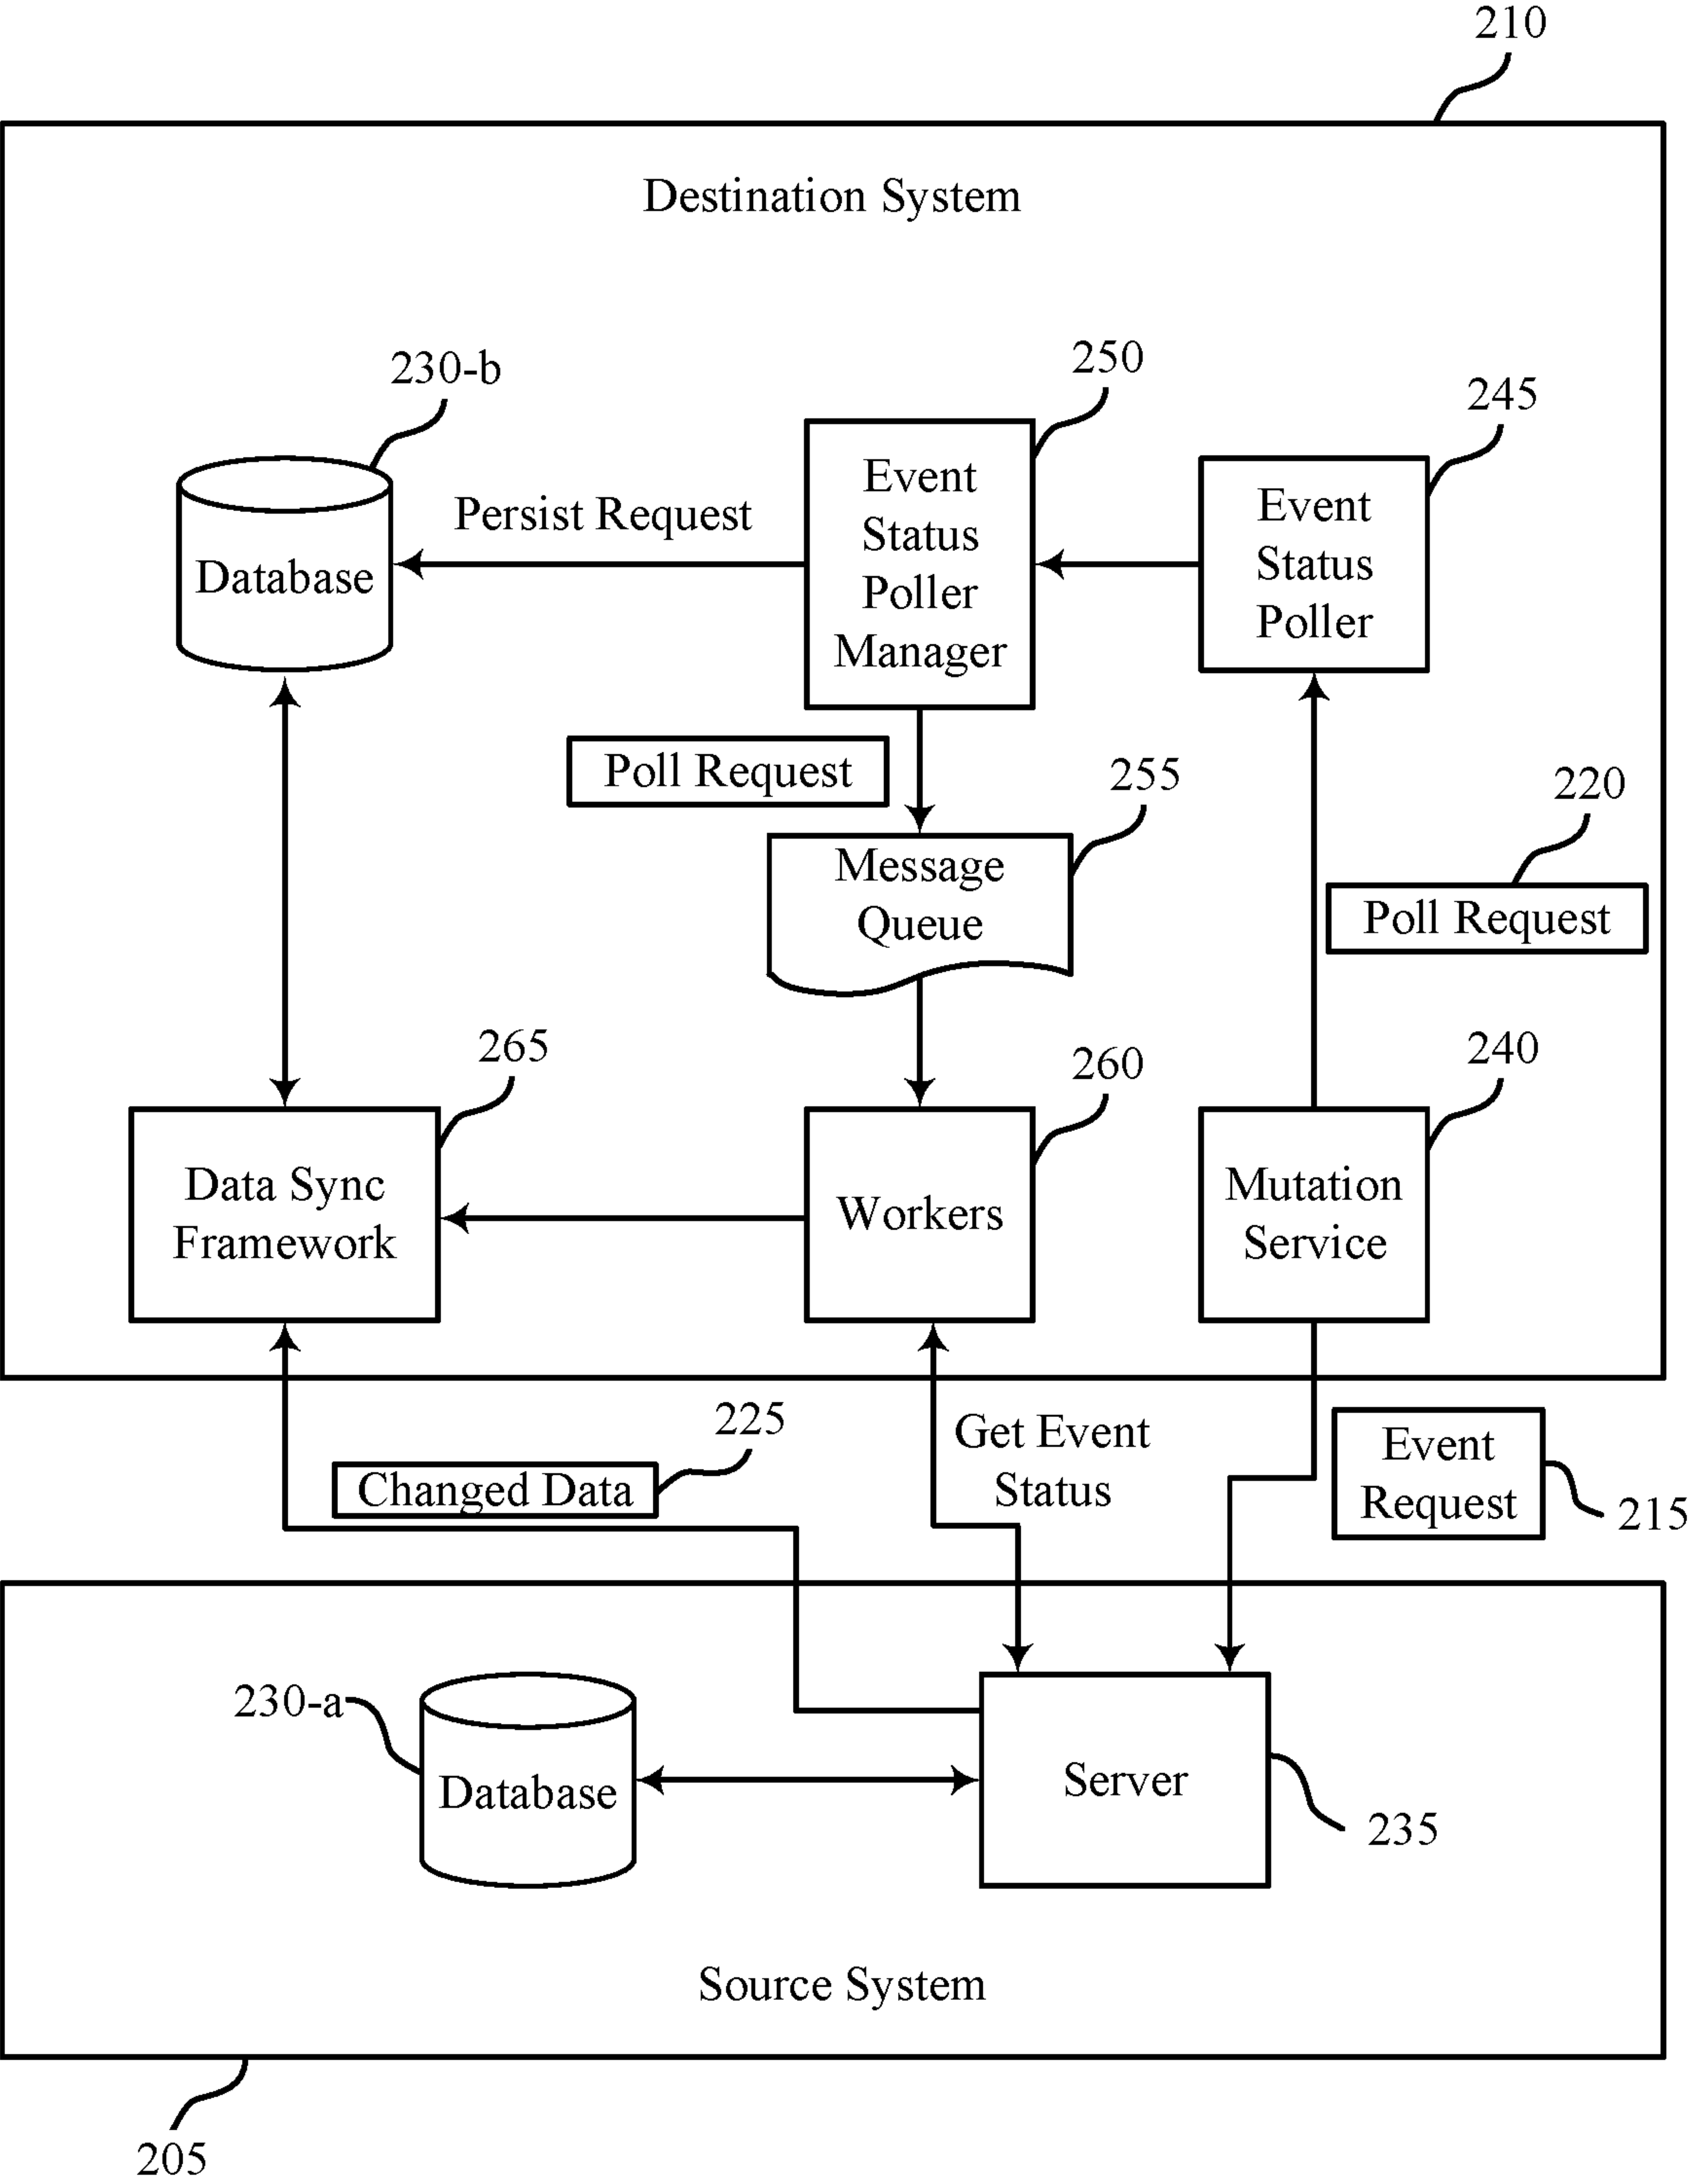 210
Destination System
230-b
250
245
Database
Persist Request
Event
Status
Poller
Manager
Event
Status
Poller
Poll Request
255
220
Message
Queue
Poll Request
265
260
240
Data Sync
Framework
Workers
Mutation
Service
225
Changed Data
Get Event
Status
Event
Request
215
230-a
Database
Server
235
Source System
205